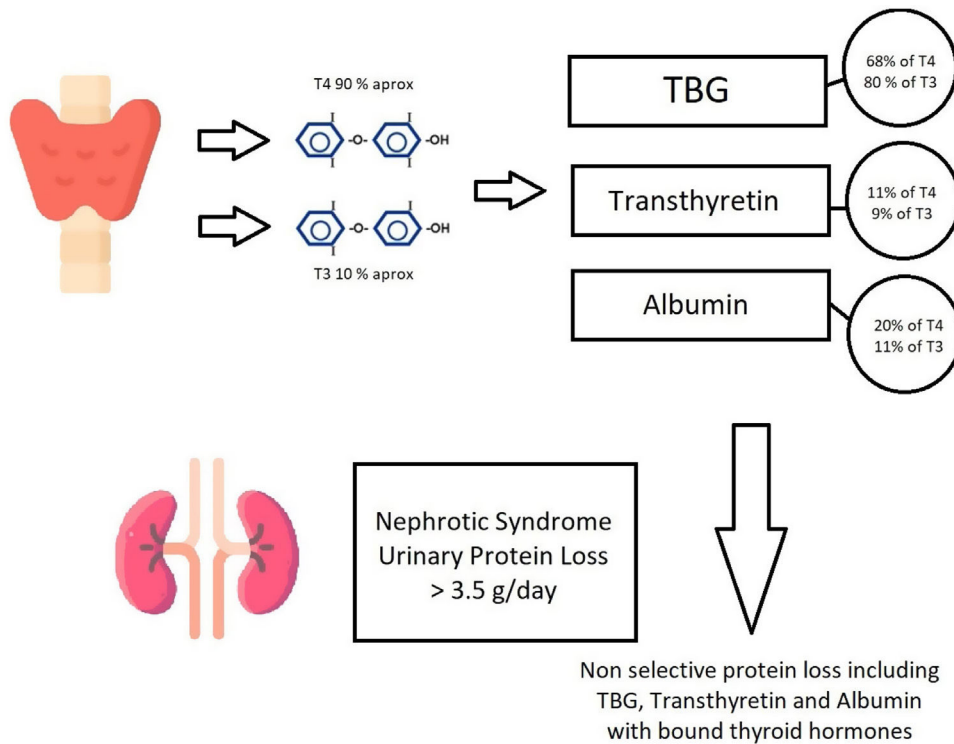 T4 90 % aprox
I
I
-O-
-OH
I
I
I
I
-O-
-OH
I
T3 10 % aprox
TBG
68% of T4
80 % of T3
Transthyretin
11% of T4
9% of T3
Albumin
20% of T4
11% of T3
Nephrotic Syndrome
Urinary Protein Loss
> 3.5 g/day
Non selective protein loss including
TBG, Transthyretin and Albumin
with bound thyroid hormones